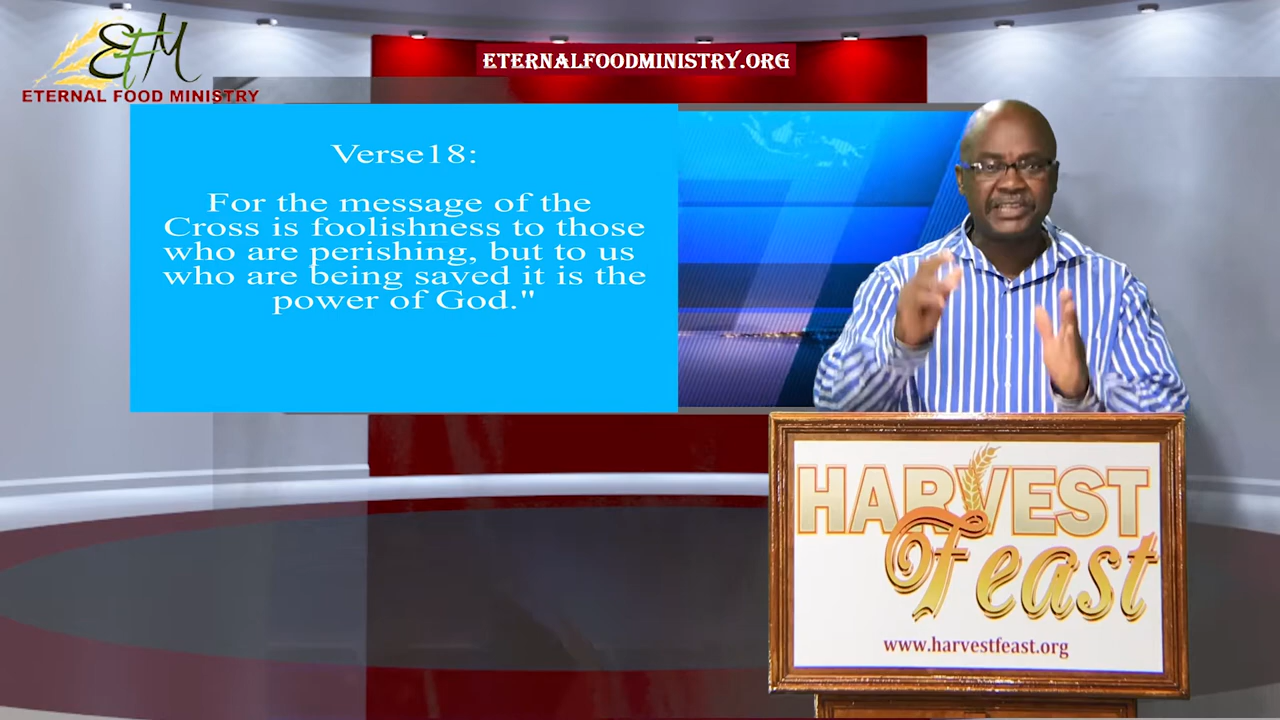 EFM
ETERNAL FOOD MINISTRY
ETERNALFOODMINISTRY.ORG
Verse18:
For the message of the
Cross is foolishness to those
who are perishing, but to us
who are being saved it is the
power of God."
HARVEST
Feast
www.harvestfeast.org